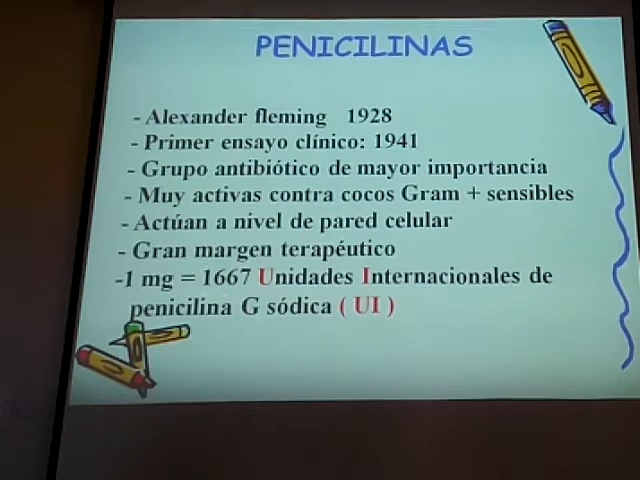 PENICILINAS
- Alexander fleming 1928
- Primer ensayo clínico: 1941
- Grupo antibiótico de mayor importancia
- Muy activas contra cocos Gram + sensibles
- Actúan a nivel de pared celular
- Gran margen terapéutico
-1 mg = 1667 Unidades Internacionales de
penicilina G sódica ( UI )